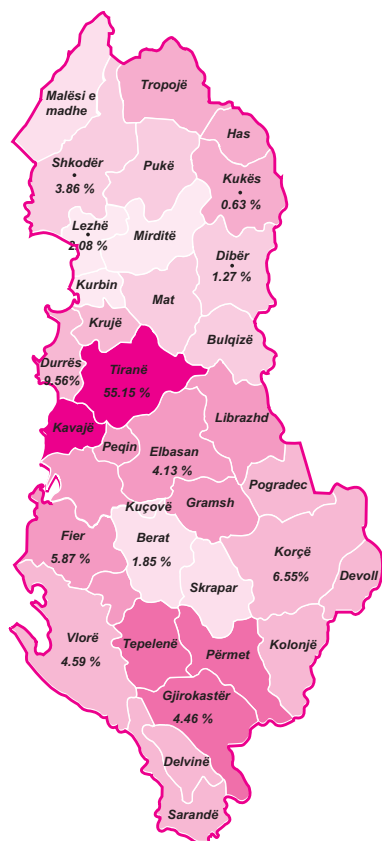 Tropojë
Malësi e
madhe
Has
Shkodër
3.86 %
Pukë
Kukës
0.63 %
Lezhë
2.08 %
Mirditë
Dibër
1.27 %
Kurbin
Mat
Krujë
Bulqizë
Durrës
9.56%
Tiranë
55.15 %
Librazhd
Kavajë
Peqin
Elbasan
4.13 %
Pogradec
Gramsh
Kuçovë
Fier
5.87 %
Berat
1.85 %
Korçë
6.55%
Devoll
Skrapar
Vlorë
4.59 %
Tepelenë
Përmet
Kolonjë
Gjirokastër
4.46 %
Delvinë
Sarandë